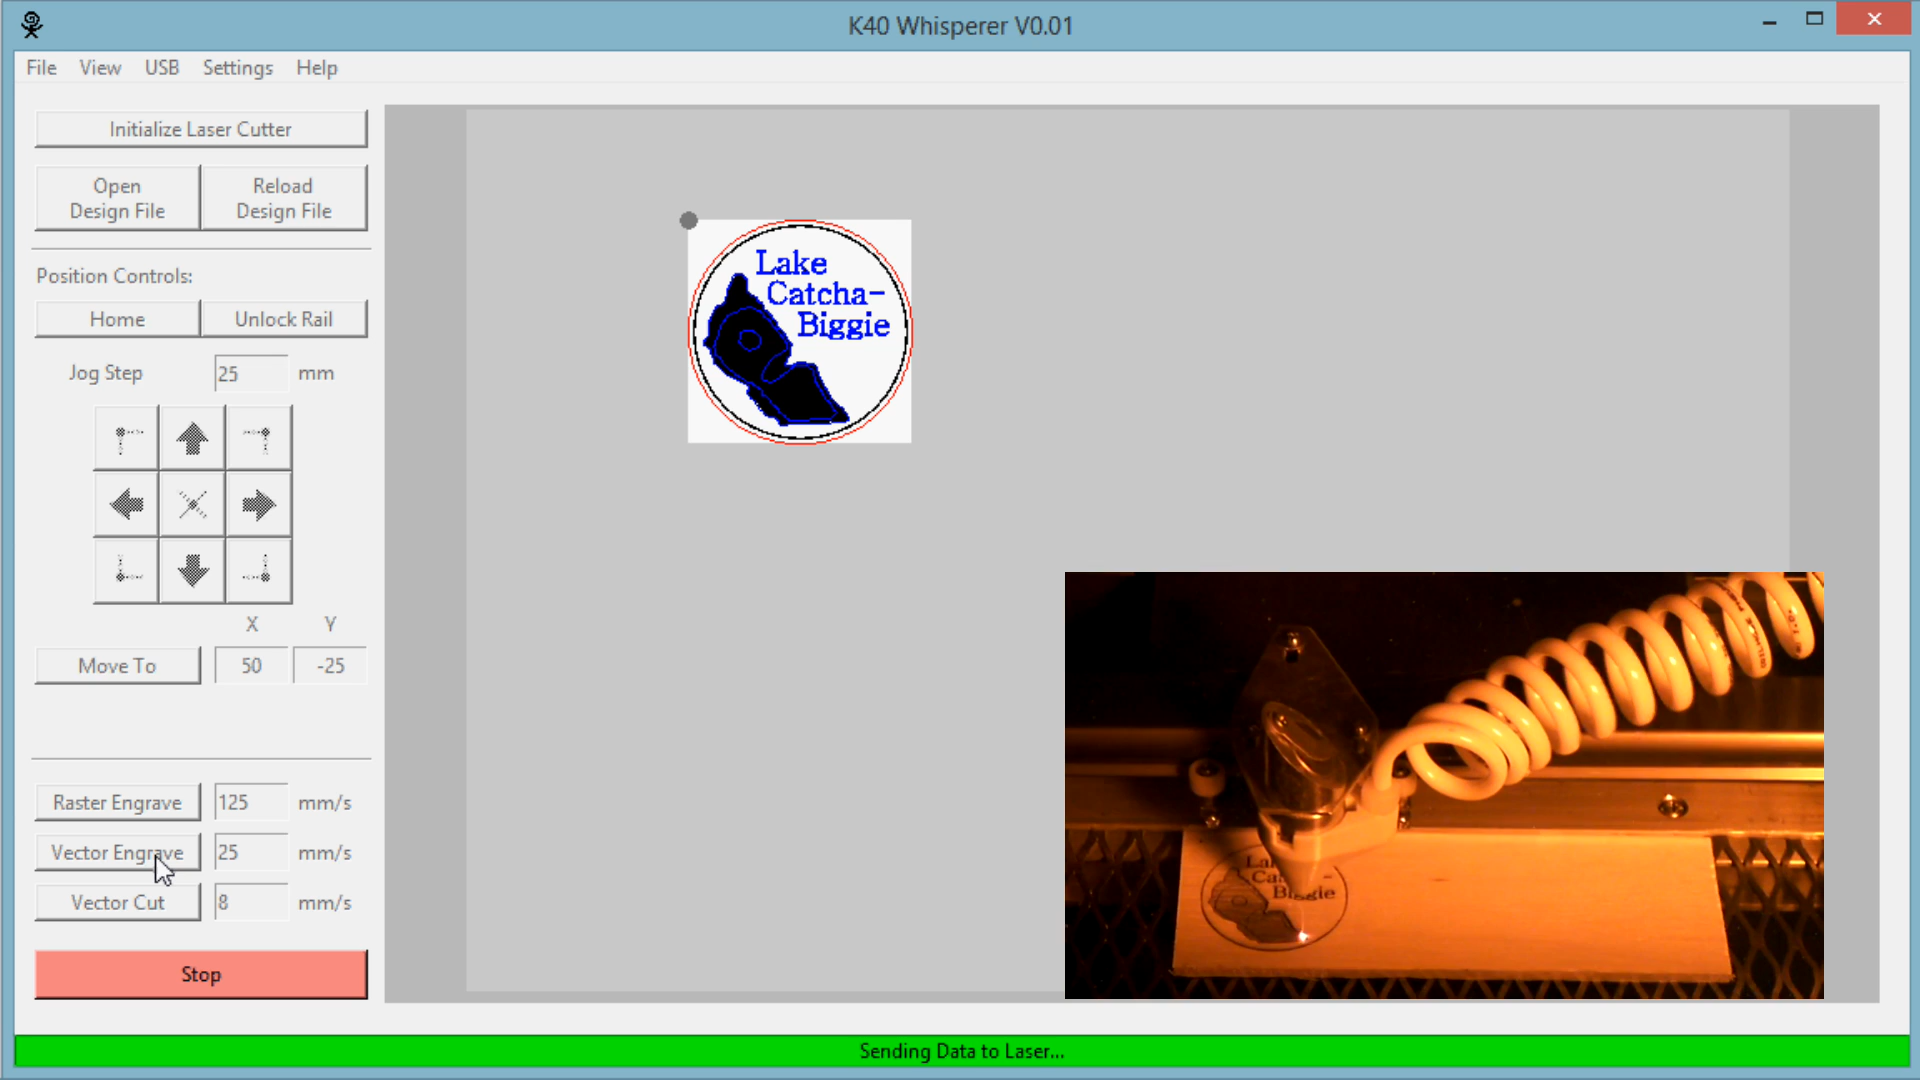 K40 Whisperer V0.01
File View USB Settings Help
Initialize Laser Cutter
Open
Design File
Reload
Design File
Position Controls:
Home
Unlock Rail
Jog Step 25 mm
X Y
Move To 50 -25
Raster Engrave 125 mm/s
Vector Engrave 25 mm/s
Vector Cut 8 mm/s
Stop
Lake
Catcha-
Biggie
Biggie
Sending Data to Laser...